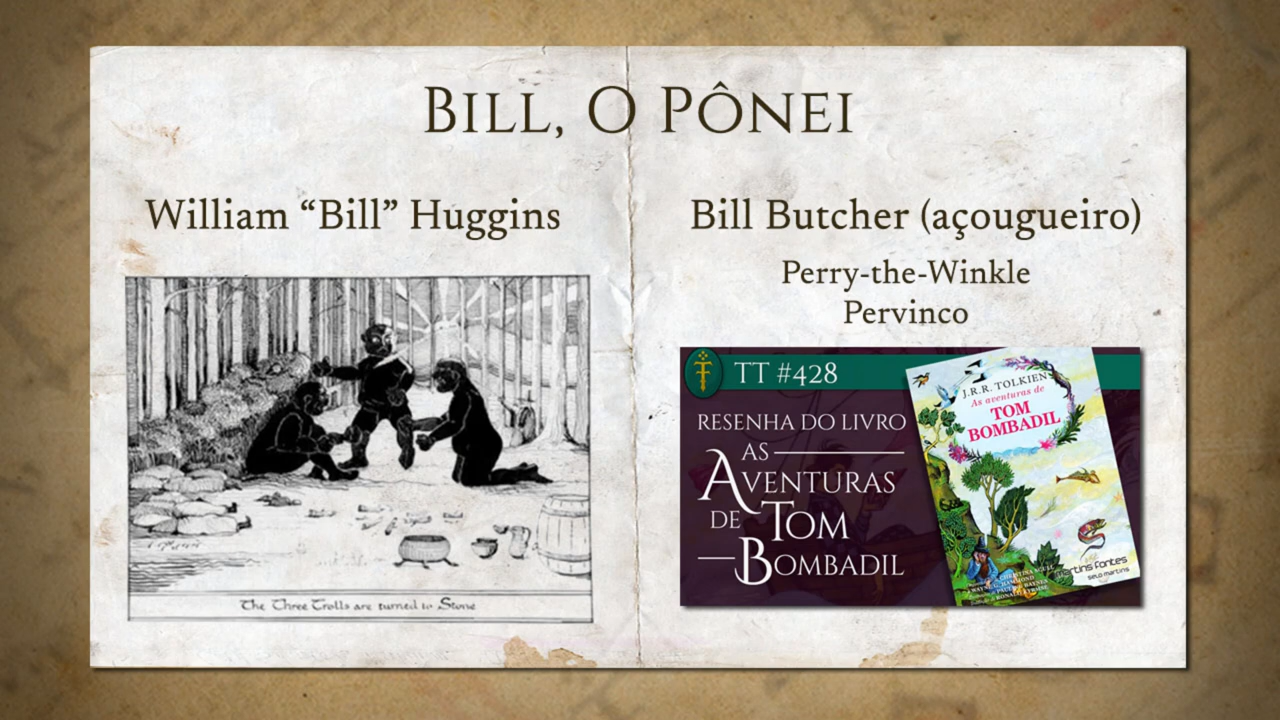 BILL, O PÔNEI
William “Bill” Huggins
The Three Trolls are turned to Stone
Bill Butcher (açougueiro)
Perry-the-Winkle
Pervinco
TT #428
RESENHA DO LIVRO
AS
AVENTURAS
DE TOM
BOMBADIL
J.R.R. TOLKIEN
As aventuras de
TOM
BOMBADIL
martins fontes
selo martins